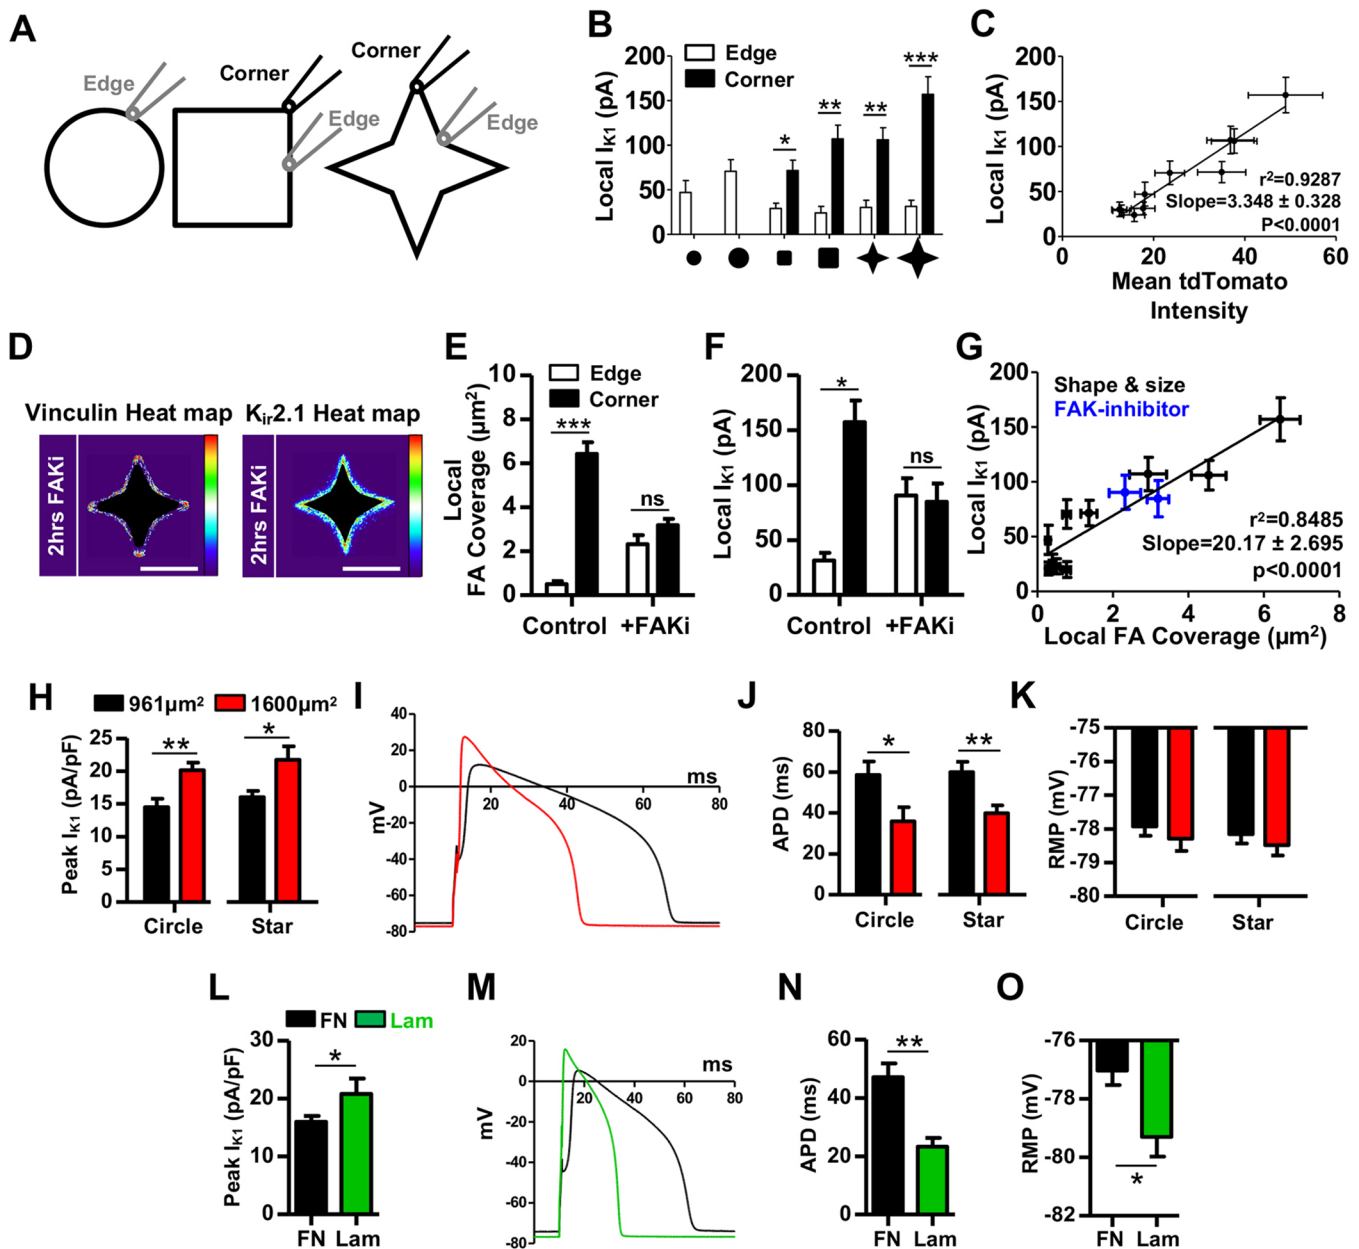 A
Edge
Corner
Edge
Corner
Edge
B
Edge
Corner
Local IK1 (pA)
200
150
100
50
0
*
**
**
***
C
Local IK1 (pA)
200
150
100
50
0
0 20 40 60
r²=0.9287
Slope=3.348 ± 0.328
P<0.0001
Mean tdTomato
Intensity
D
Vinculin Heat map
Kir2.1 Heat map
2hrs FAKi
2hrs FAKi
E
Edge
Corner
Local
FA Coverage (µm²)
10
8
6
4
2
0
***
ns
Control +FAKi
F
Local IK1 (pA)
200
150
100
50
0
*
ns
Control +FAKi
G
Shape & size
FAK-inhibitor
Local IK1 (pA)
200
150
100
50
0
r²=0.8485
Slope=20.17 ± 2.695
p<0.0001
0 2 4 6 8
Local FA Coverage (µm²)
H
961µm² 1600µm²
Peak IK1 (pA/pF)
25
20
15
10
5
0
**
*
Circle Star
I
mV
40
20
0
-20
-40
-60
-80
ms
20 40 60 80
J
APD (ms)
80
60
40
20
0
*
**
Circle Star
K
RMP (mV)
-75
-76
-77
-78
-79
-80
Circle Star
L
FN Lam
Peak IK1 (pA/pF)
30
20
10
0
*
FN Lam
M
mV
20
0
-20
-40
-60
-80
ms
20 40 60 80
N
APD (ms)
60
40
20
0
**
FN Lam
O
RMP (mV)
-76
-78
-80
-82
*
FN Lam